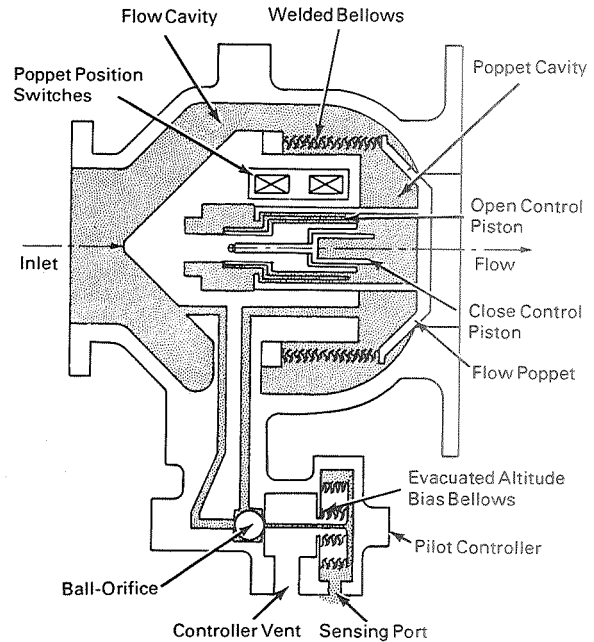 Flow Cavity
Welded Bellows
Poppet Position
Switches
Poppet Cavity
Open Control
Piston
Inlet
Flow
Close Control
Piston
Flow Poppet
Evacuated Altitude
Bias Bellows
Pilot Controller
Ball-Orifice
Controller Vent
Sensing Port